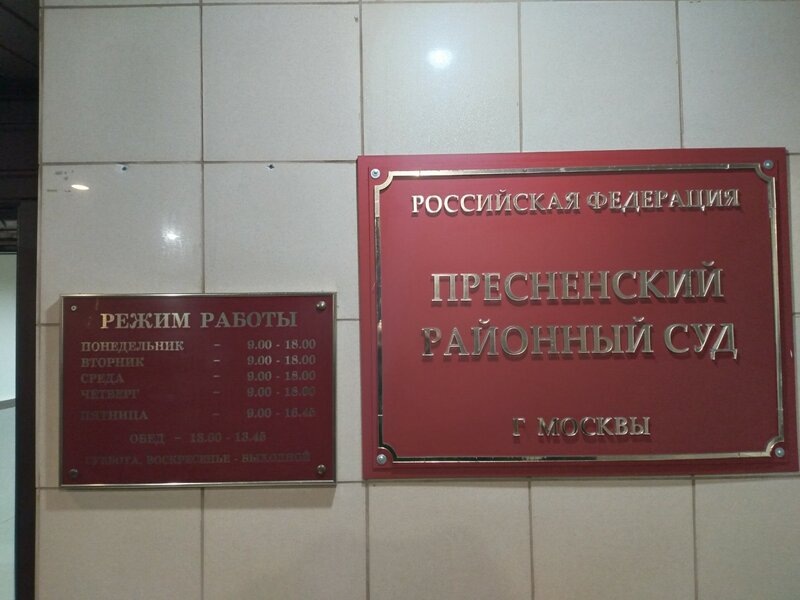 РЕЖИМ РАБОТЫ
ПОНЕДЕЛЬНИК - 9.00 - 18.00
ВТОРНИК - 9.00 - 18.00
СРЕДА - 9.00 - 18.00
ЧЕТВЕРГ - 9.00 - 18.00
ПЯТНИЦА - 9.00 - 16.45
ОБЕД - 13.00 - 13.45
СУББОТА, ВОСКРЕСЕНЬЕ - ВЫХОДНОЙ
РОССИЙСКАЯ ФЕДЕРАЦИЯ
ПРЕСНЕНСКИЙ
РАЙОННЫЙ СУД
Г МОСКВЫ